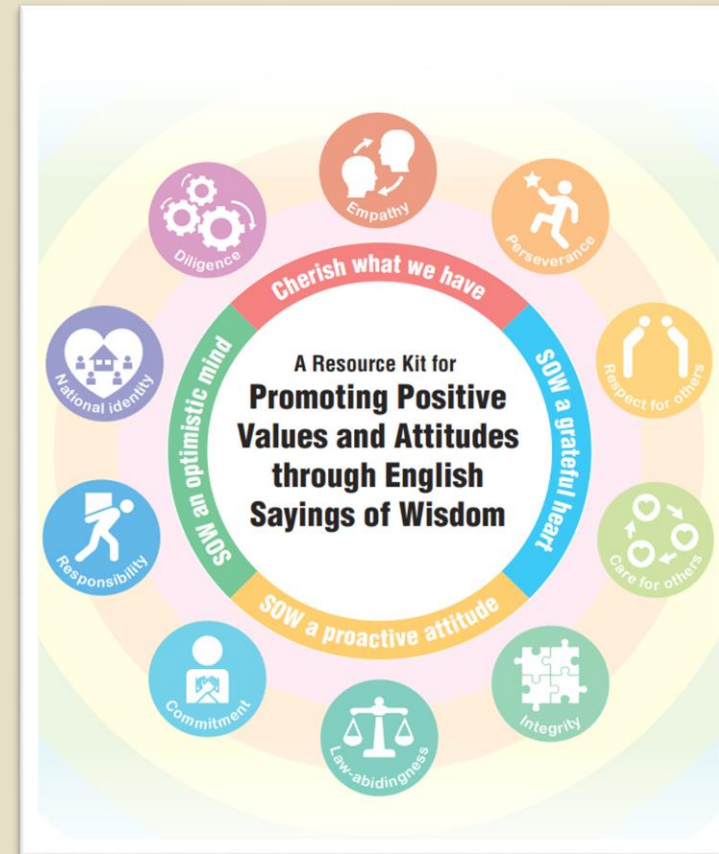 Empathy
Perseverance
Respect for others
Care for others
Integrity
Law-abidingness
Commitment
Responsibility
National identity
Diligence
Cherish what we have
SOW a grateful heart
SOW a proactive attitude
SOW an optimistic mind
A Resource Kit for
Promoting Positive
Values and Attitudes
through English
Sayings of Wisdom